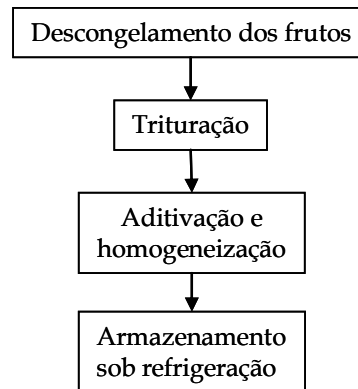 Descongelamento dos frutos
Trituração
Aditivação e
homogeneização
Armazenamento
sob refrigeração